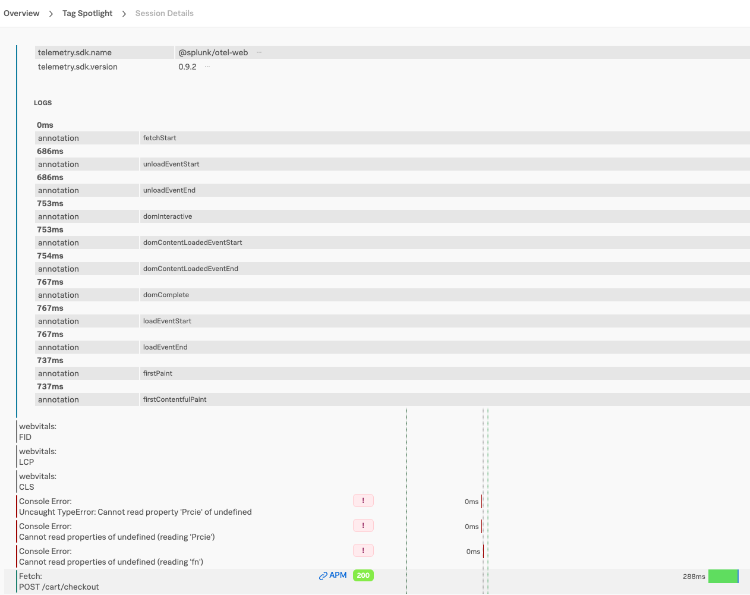 Overview > Tag Spotlight > Session Details
telemetry.sdk.name @splunk/otel-web —
telemetry.sdk.version 0.9.2 —
LOGS
0ms
annotation fetchStart
686ms
annotation unloadEventStart
686ms
annotation unloadEventEnd
753ms
annotation domInteractive
753ms
annotation domContentLoadedEventStart
754ms
annotation domContentLoadedEventEnd
767ms
annotation domComplete
767ms
annotation loadEventStart
767ms
annotation loadEventEnd
737ms
annotation firstPaint
737ms
annotation firstContentfulPaint
webvitals:
FID
webvitals:
LCP
webvitals:
CLS
Console Error: ! 0ms
Uncaught TypeError: Cannot read property 'Prcie' of undefined
Console Error: ! 0ms
Cannot read properties of undefined (reading 'Prcie')
Console Error: ! 0ms
Cannot read properties of undefined (reading 'fn')
Fetch: APM 200 288ms
POST /cart/checkout